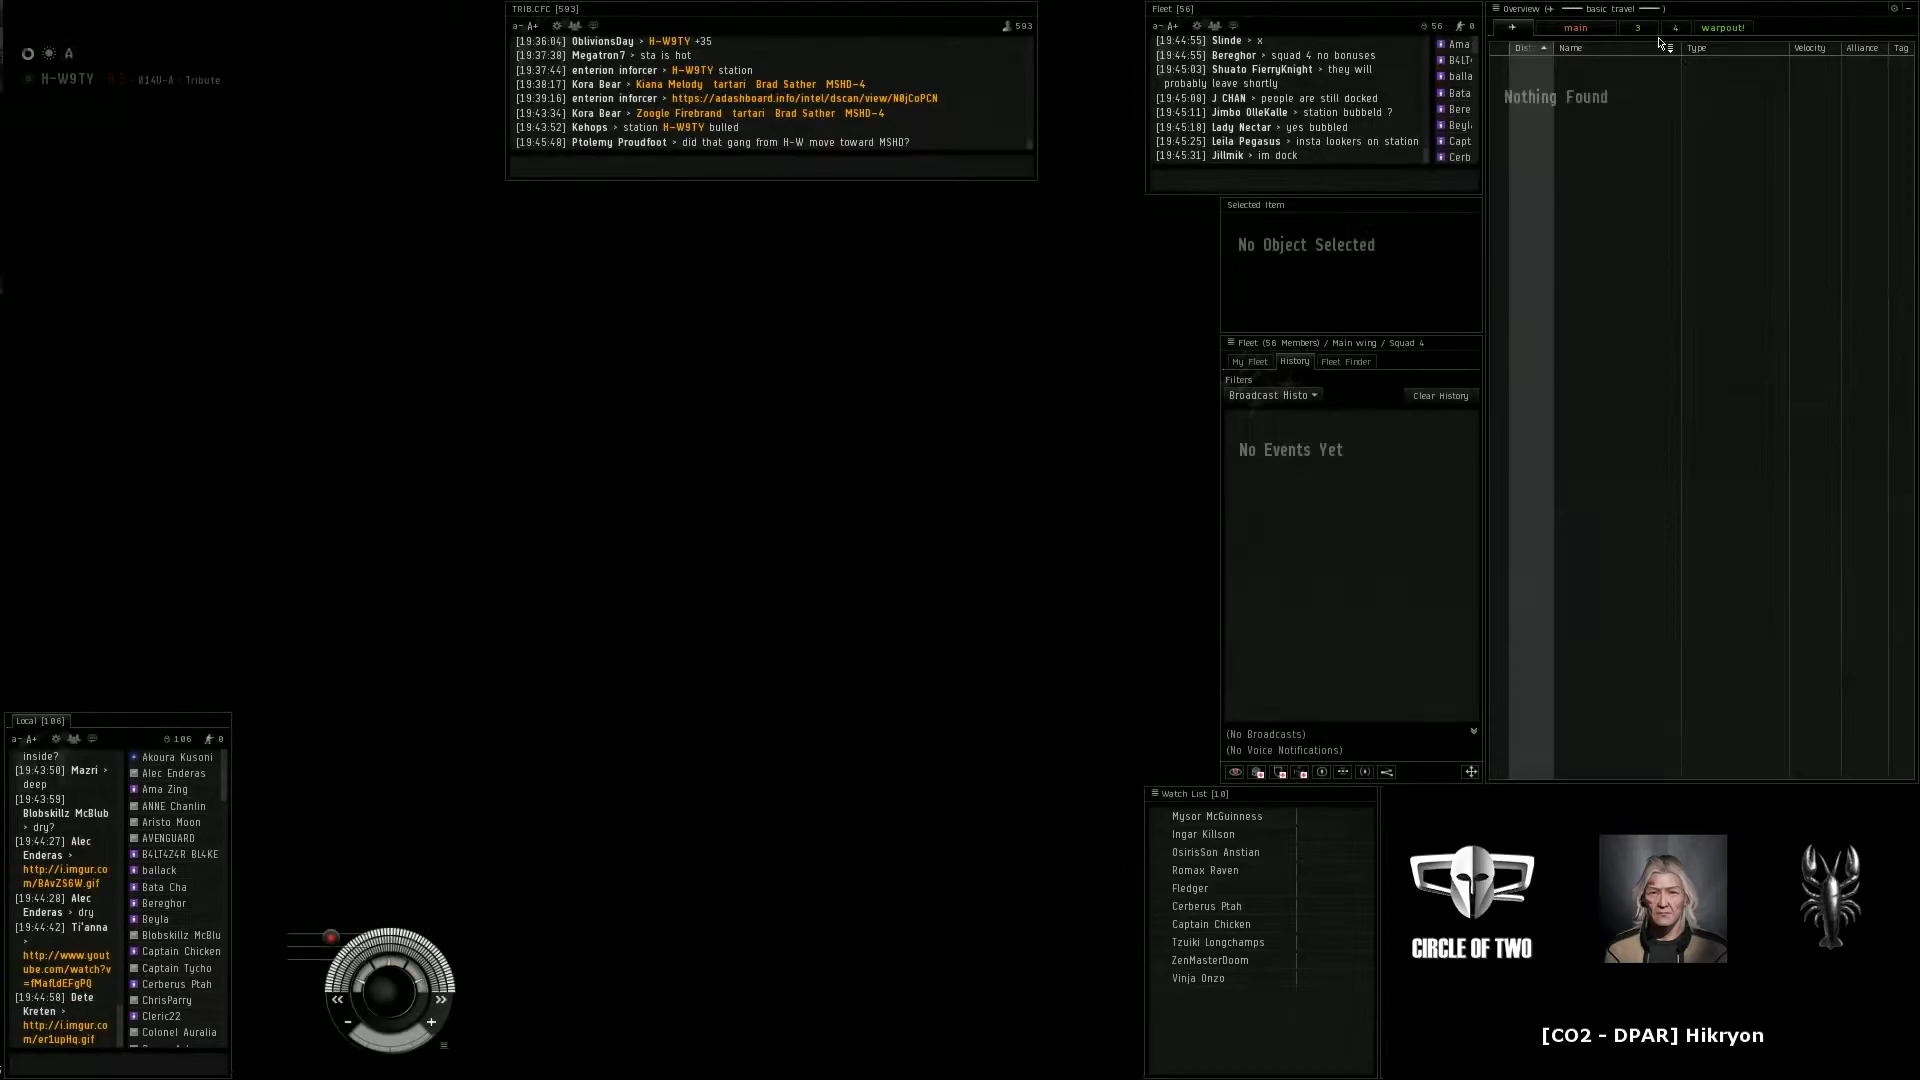 TRIB.CFC [593]
a- A+ 593
[19:36:04] OblivionsDay > H-W9TY +35
[19:37:38] Megatron7 > sta is hot
[19:37:44] enterion inforcer > H-W9TY station
[19:38:17] Kora Bear > Kiana Melody tartari Brad Sather MSHD-4
[19:39:16] enterion inforcer > https://adashboard.info/intel/dscan/view/N0jCoPCN
[19:43:34] Kora Bear > Zoogle Firebrand tartari Brad Sather MSHD-4
[19:43:52] Kehops > station H-W9TY bulled
[19:45:48] Ptolemy Proudfoot > did that gang from H-W move toward MSHD?
Fleet [56]
a- A+ 56 0
[19:44:55] Slinde > x
[19:44:55] Bereghor > squad 4 no bonuses
[19:45:03] Shuato FierryKnight > they will
probably leave shortly
[19:45:08] J CHAN > people are still docked
[19:45:11] Jimbo OlleKalle > station bubbeld ?
[19:45:18] Lady Nectar > yes bubbled
[19:45:25] Leila Pegasus > insta lookers on station
[19:45:31] Jillmik > im dock
Ama
B4LT4
balla
Bata
Bere
Beyl
Capt
Cerb
Overview ( basic travel )
main 3 4 warpout!
Dist Name Type Velocity Alliance Tag
Nothing Found
A
H-W9TY 0.5 · 014U-A · Tribute
Selected Item
No Object Selected
Fleet (56 Members) / Main wing / Squad 4
My Fleet History Fleet Finder
Filters
Broadcast Histo Clear History
No Events Yet
(No Broadcasts)
(No Voice Notifications)
Local [106]
a- A+ 106 0
inside?
[19:43:50] Mazri >
deep
[19:43:59]
Blobskillz McBlub
> dry?
[19:44:27] Alec
Enderas >
http://i.imgur.co
m/BAvZS6W.gif
[19:44:28] Alec
Enderas > dry
[19:44:42] Ti'anna
>
http://www.yout
ube.com/watch?v
=fMafLdEFgPQ
[19:44:58] Dete
Kreten >
http://i.imgur.co
m/er1upHq.gif
Akoura Kusoni
Alec Enderas
Ama Zing
ANNE Chanlin
Aristo Moon
AVENGUARD
B4LT4Z4R BL4KE
ballack
Bata Cha
Bereghor
Beyla
Blobskillz McBlu
Captain Chicken
Captain Tycho
Cerberus Ptah
ChrisParry
Cleric22
Colonel Auralia
Watch List [10]
Mysor McGuinness
Ingar Killson
OsirisSon Anstian
Romax Raven
Fledger
Cerberus Ptah
Captain Chicken
Tzuiki Longchamps
ZenMasterDoom
Vinja Onzo
CIRCLE OF TWO
[CO2 - DPAR] Hikryon